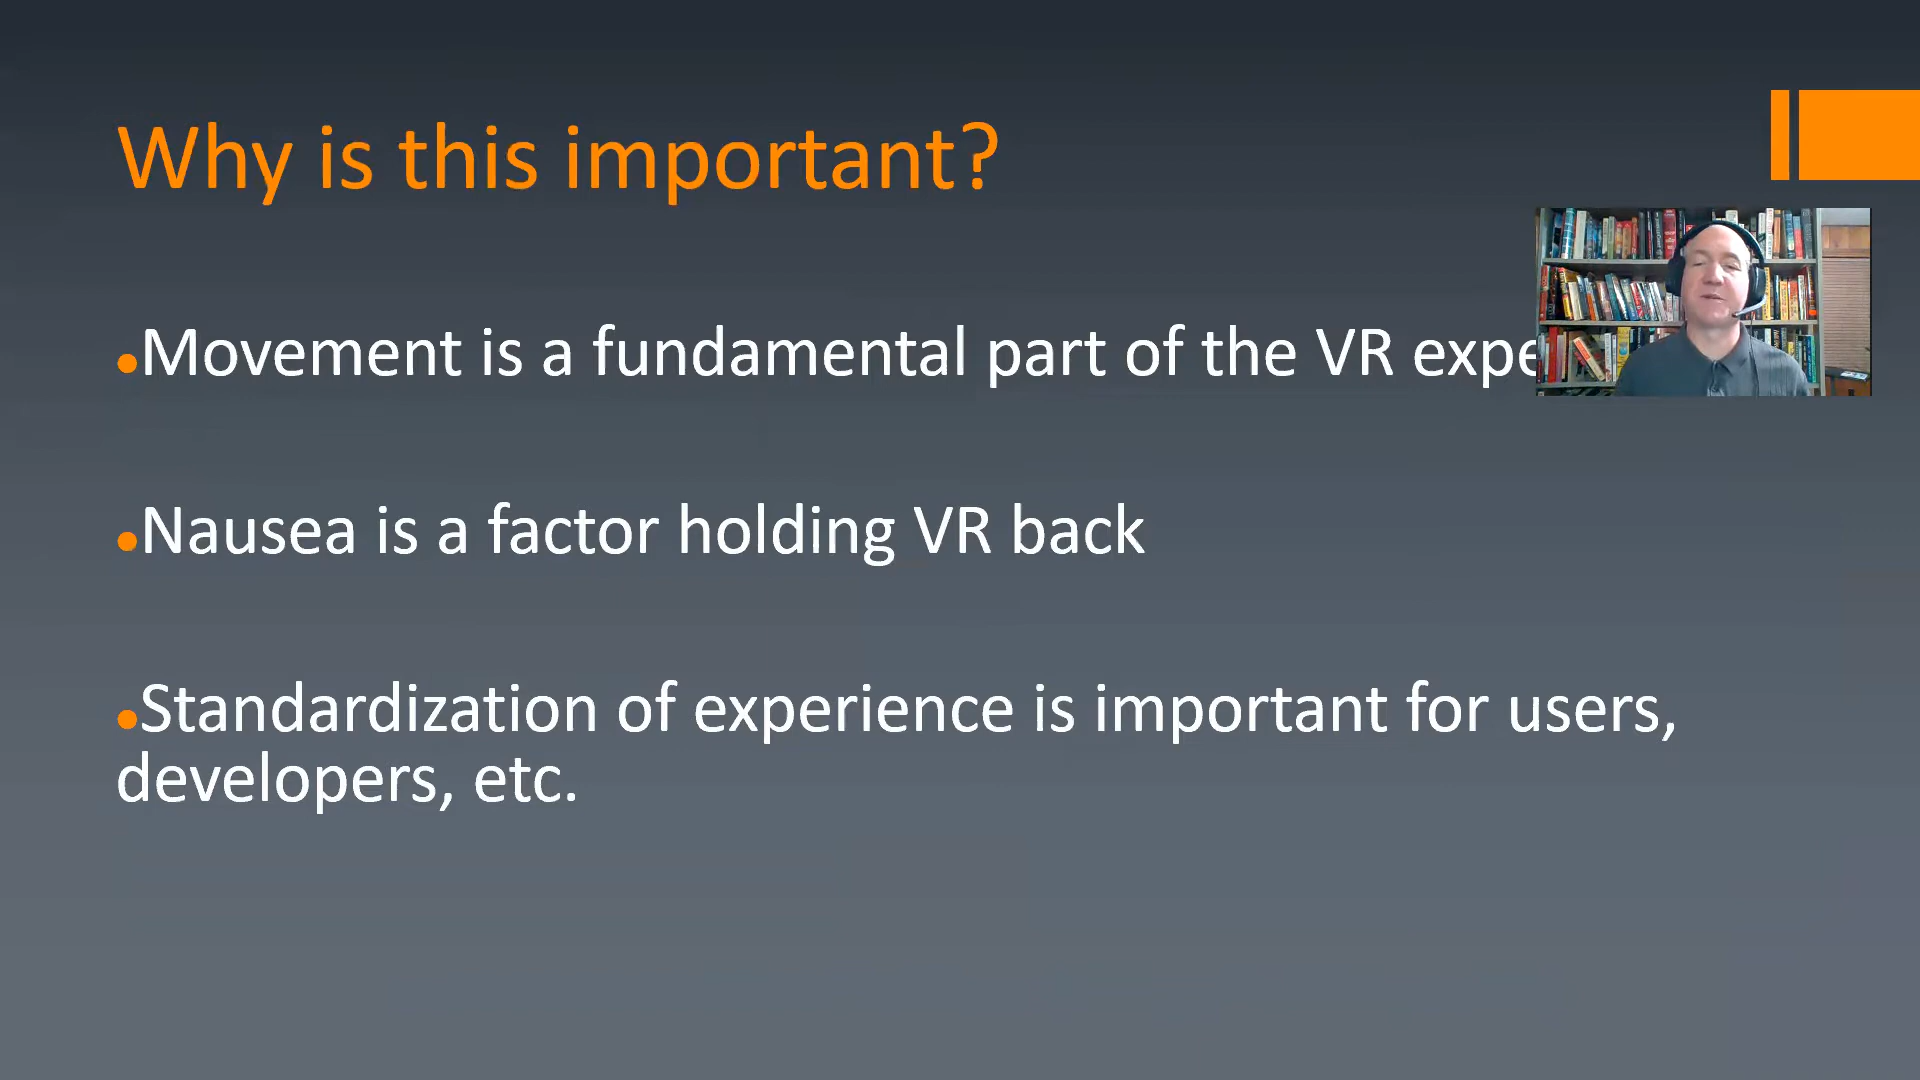 Why is this important?
•Movement is a fundamental part of the VR
•Nausea is a factor holding VR back
•Standardization of experience is important for users,
developers, etc.